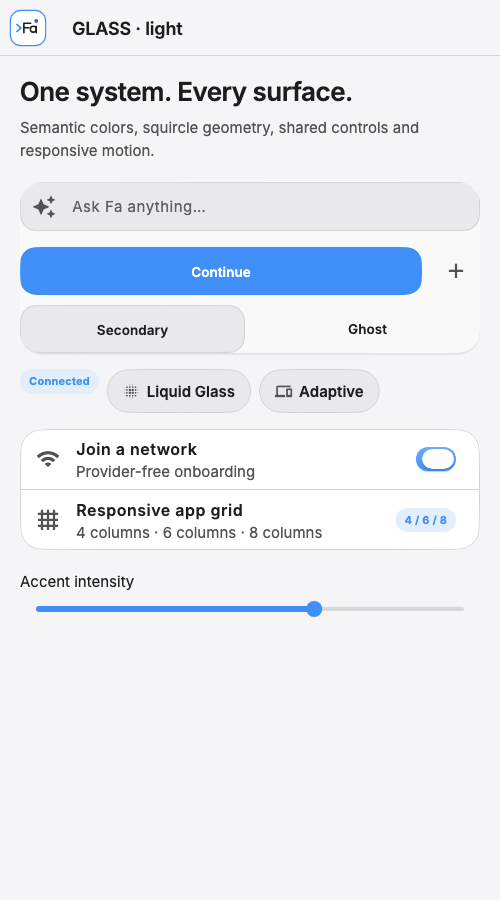 >Fa
GLASS · light
One system. Every surface.
Semantic colors, squircle geometry, shared controls and
responsive motion.
Ask Fa anything...
Continue
+
Secondary
Ghost
Connected
Liquid Glass
Adaptive
Join a network
Provider-free onboarding
Responsive app grid
4 columns · 6 columns · 8 columns
4 / 6 / 8
Accent intensity